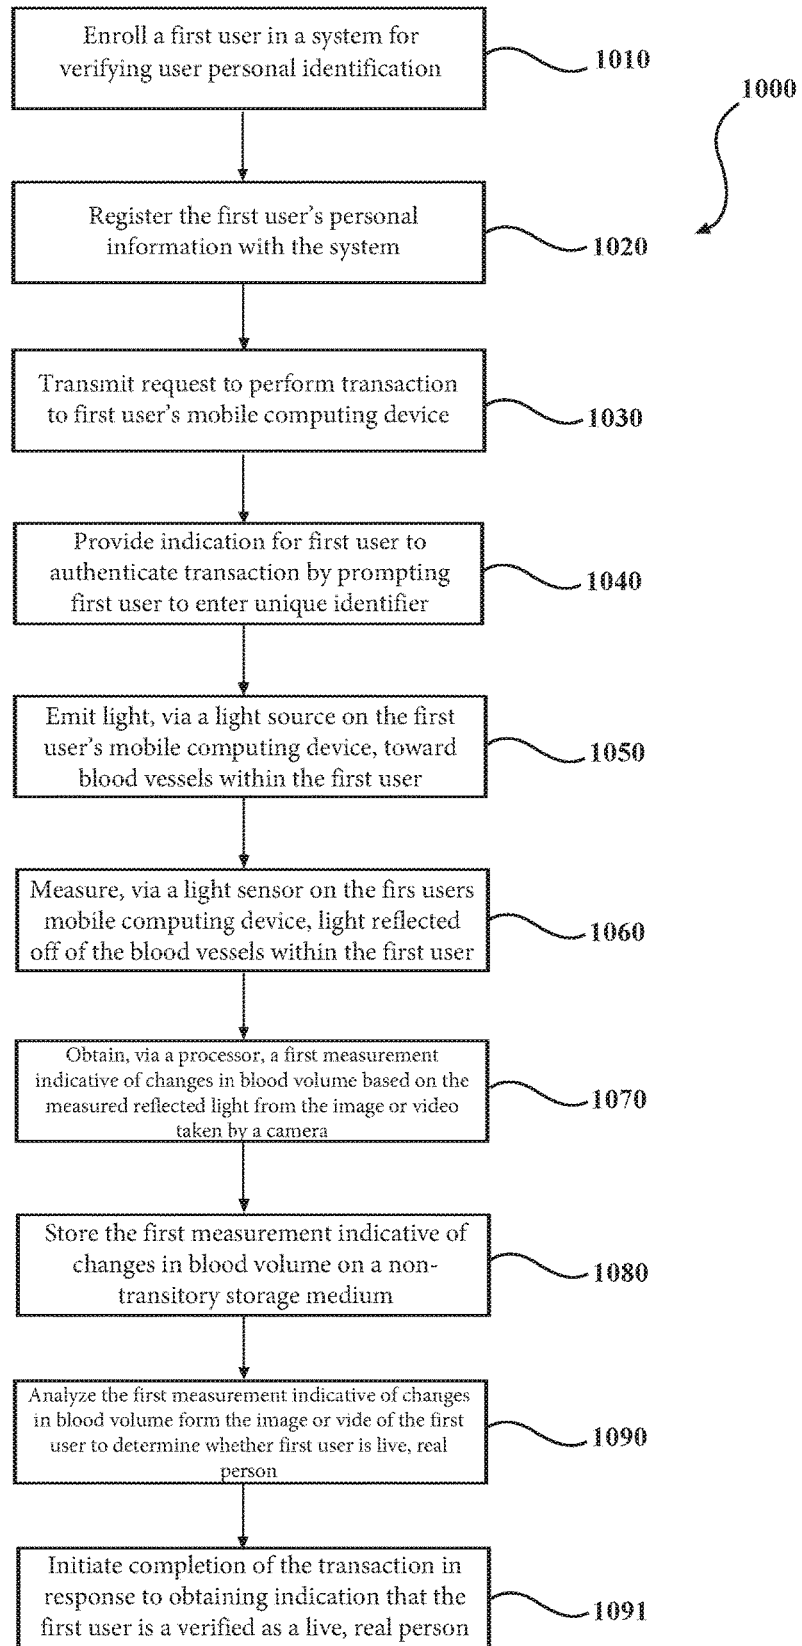 Enroll a first user in a system for
verifying user personal identification
1010
1000
Register the first user's personal
information with the system
1020
Transmit request to perform transaction
to first user's mobile computing device
1030
Provide indication for first user to
authenticate transaction by prompting
first user to enter unique identifier
1040
Emit light, via a light source on the first
user's mobile computing device, toward
blood vessels within the first user
1050
Measure, via a light sensor on the firs users
mobile computing device, light reflected
off of the blood vessels within the first user
1060
Obtain, via a processor, a first measurement
indicative of changes in blood volume based on the
measured reflected light from the image or video
taken by a camera
1070
Store the first measurement indicative of
changes in blood volume on a non-
transitory storage medium
1080
Analyze the first measurement indicative of changes
in blood volume form the image or vide of the first
user to determine whether first user is live, real
person
1090
Initiate completion of the transaction in
response to obtaining indication that the
first user is a verified as a live, real person
1091